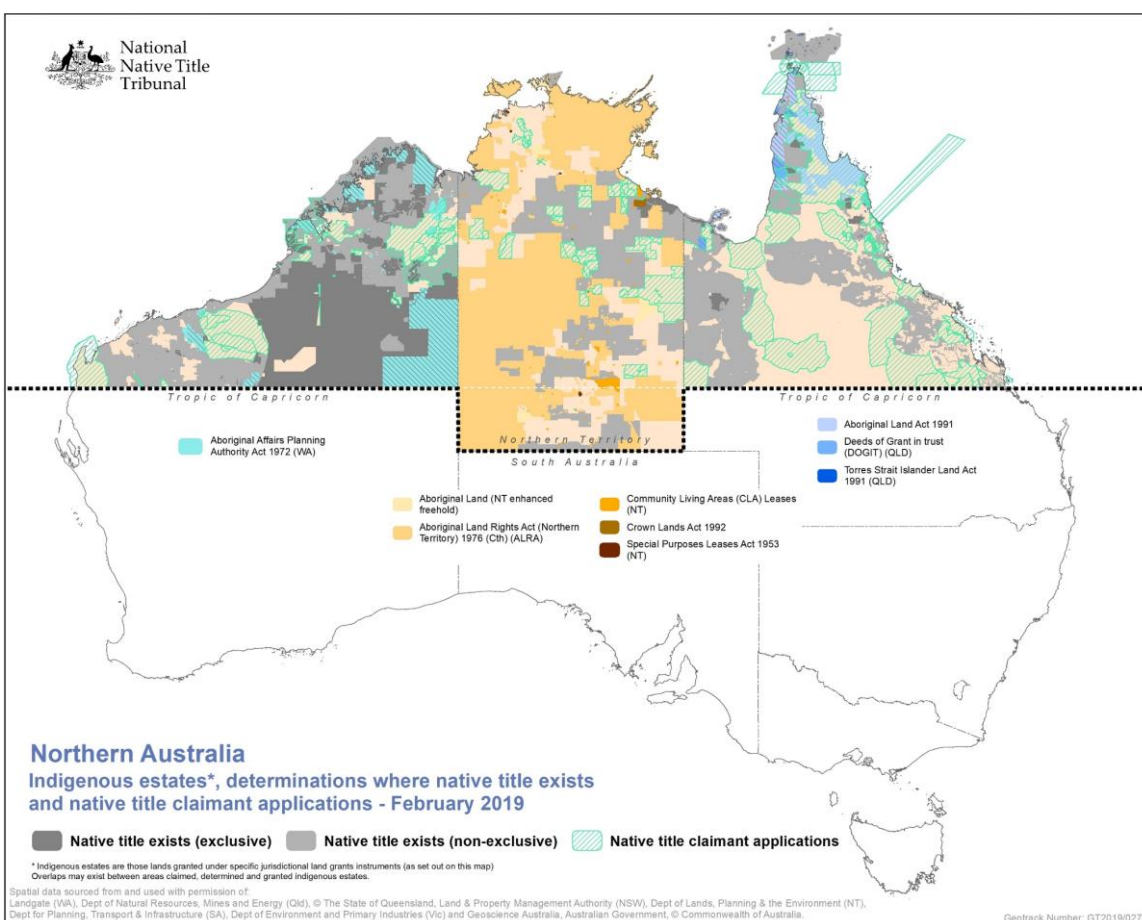 National
Native Title
Tribunal
Tropic of Capricorn
Tropic of Capricorn
Northern Territory
South Australia
Aboriginal Affairs Planning
Authority Act 1972 (WA)
Aboriginal Land (NT enhanced
freehold)
Aboriginal Land Rights Act (Northern
Territory) 1976 (Cth) (ALRA)
Community Living Areas (CLA) Leases
(NT)
Crown Lands Act 1992
Special Purposes Leases Act 1953
(NT)
Aboriginal Land Act 1991
Deeds of Grant in trust
(DOGIT) (QLD)
Torres Strait Islander Land Act
1991 (QLD)
Northern Australia
Indigenous estates*, determinations where native title exists
and native title claimant applications - February 2019
Native title exists (exclusive)
Native title exists (non-exclusive)
Native title claimant applications
* Indigenous estates are those lands granted under specific jurisdictional land grants instruments (as set out on this map)
Overlaps may exist between areas claimed, determined and granted indigenous estates.
Spatial data sourced from and used with permission of:
Landgate (WA), Dept of Natural Resources, Mines and Energy (Qld), © The State of Queensland, Land & Property Management Authority (NSW), Dept of Lands, Planning & the Environment (NT),
Dept for Planning, Transport & Infrastructure (SA), Dept of Environment and Primary Industries (Vic) and Geoscience Australia, Australian Government, © Commonwealth of Australia.